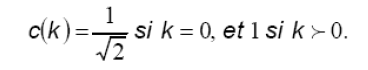 c(k)=1/√2 si k = 0, et 1 si k ≻ 0.